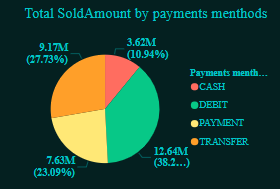 Total SoldAmount by payments menthods
9.17M
(27.73%)
3.62M
(10.94%)
Payments menth...
CASH
DEBIT
PAYMENT
TRANSFER
7.63M
(23.09%)
12.64M
(38.2...)